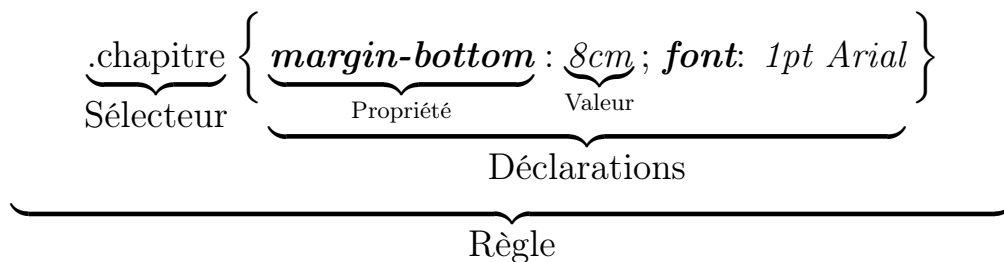 .chapitre { margin-bottom : 8cm ; font: 1pt Arial }
Sélecteur Propriété Valeur
Déclarations
Règle